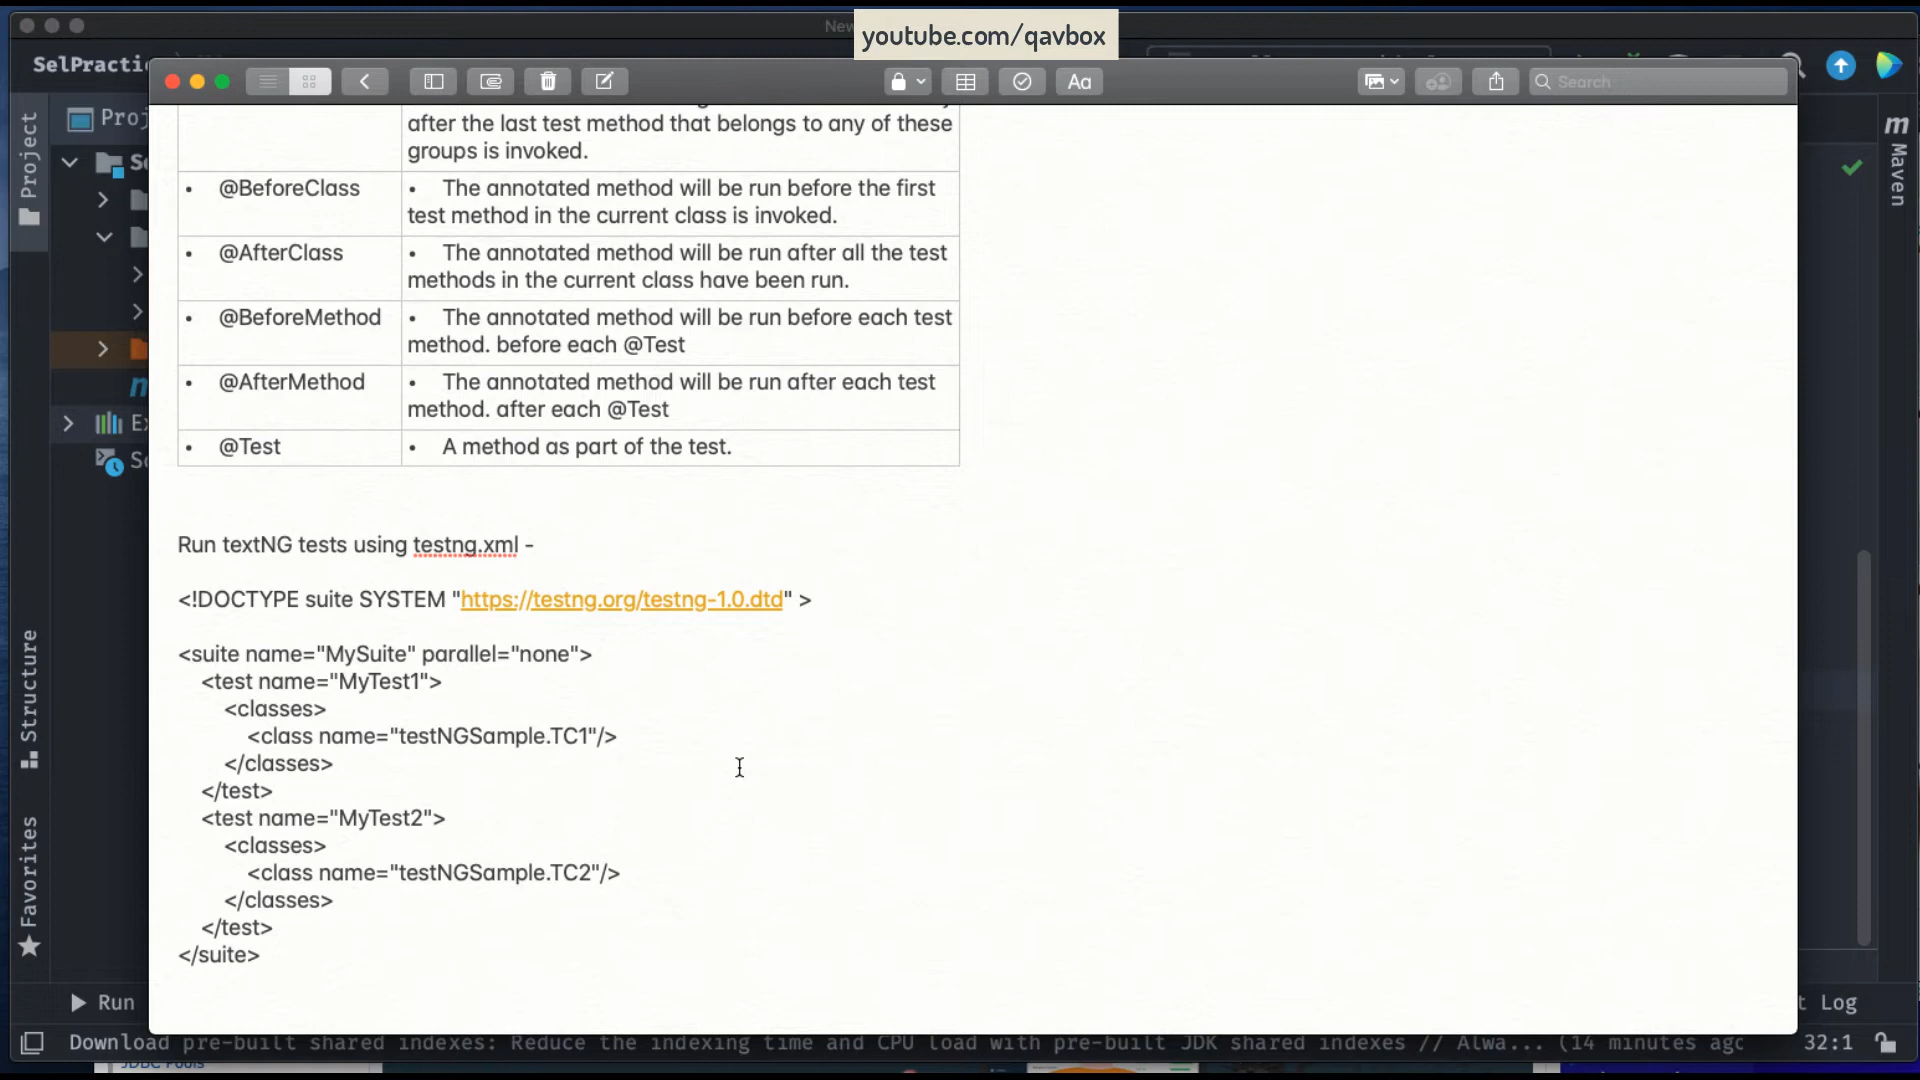 New
youtube.com/qavbox
SelPractic
Search
Proj
Project
Maven
m
after the last test method that belongs to any of these
groups is invoked.
• @BeforeClass • The annotated method will be run before the first
test method in the current class is invoked.
• @AfterClass • The annotated method will be run after all the test
methods in the current class have been run.
• @BeforeMethod • The annotated method will be run before each test
method. before each @Test
• @AfterMethod • The annotated method will be run after each test
method. after each @Test
• @Test • A method as part of the test.
Run textNG tests using testng.xml -
<!DOCTYPE suite SYSTEM "https://testng.org/testng-1.0.dtd" >
<suite name="MySuite" parallel="none">
<test name="MyTest1">
<classes>
<class name="testNGSample.TC1"/>
</classes>
</test>
<test name="MyTest2">
<classes>
<class name="testNGSample.TC2"/>
</classes>
</test>
</suite>
Structure
Favorites
Run
t Log
Download pre-built shared indexes: Reduce the indexing time and CPU load with pre-built JDK shared indexes // Alwa... (14 minutes ago
32:1
JDBC Pools